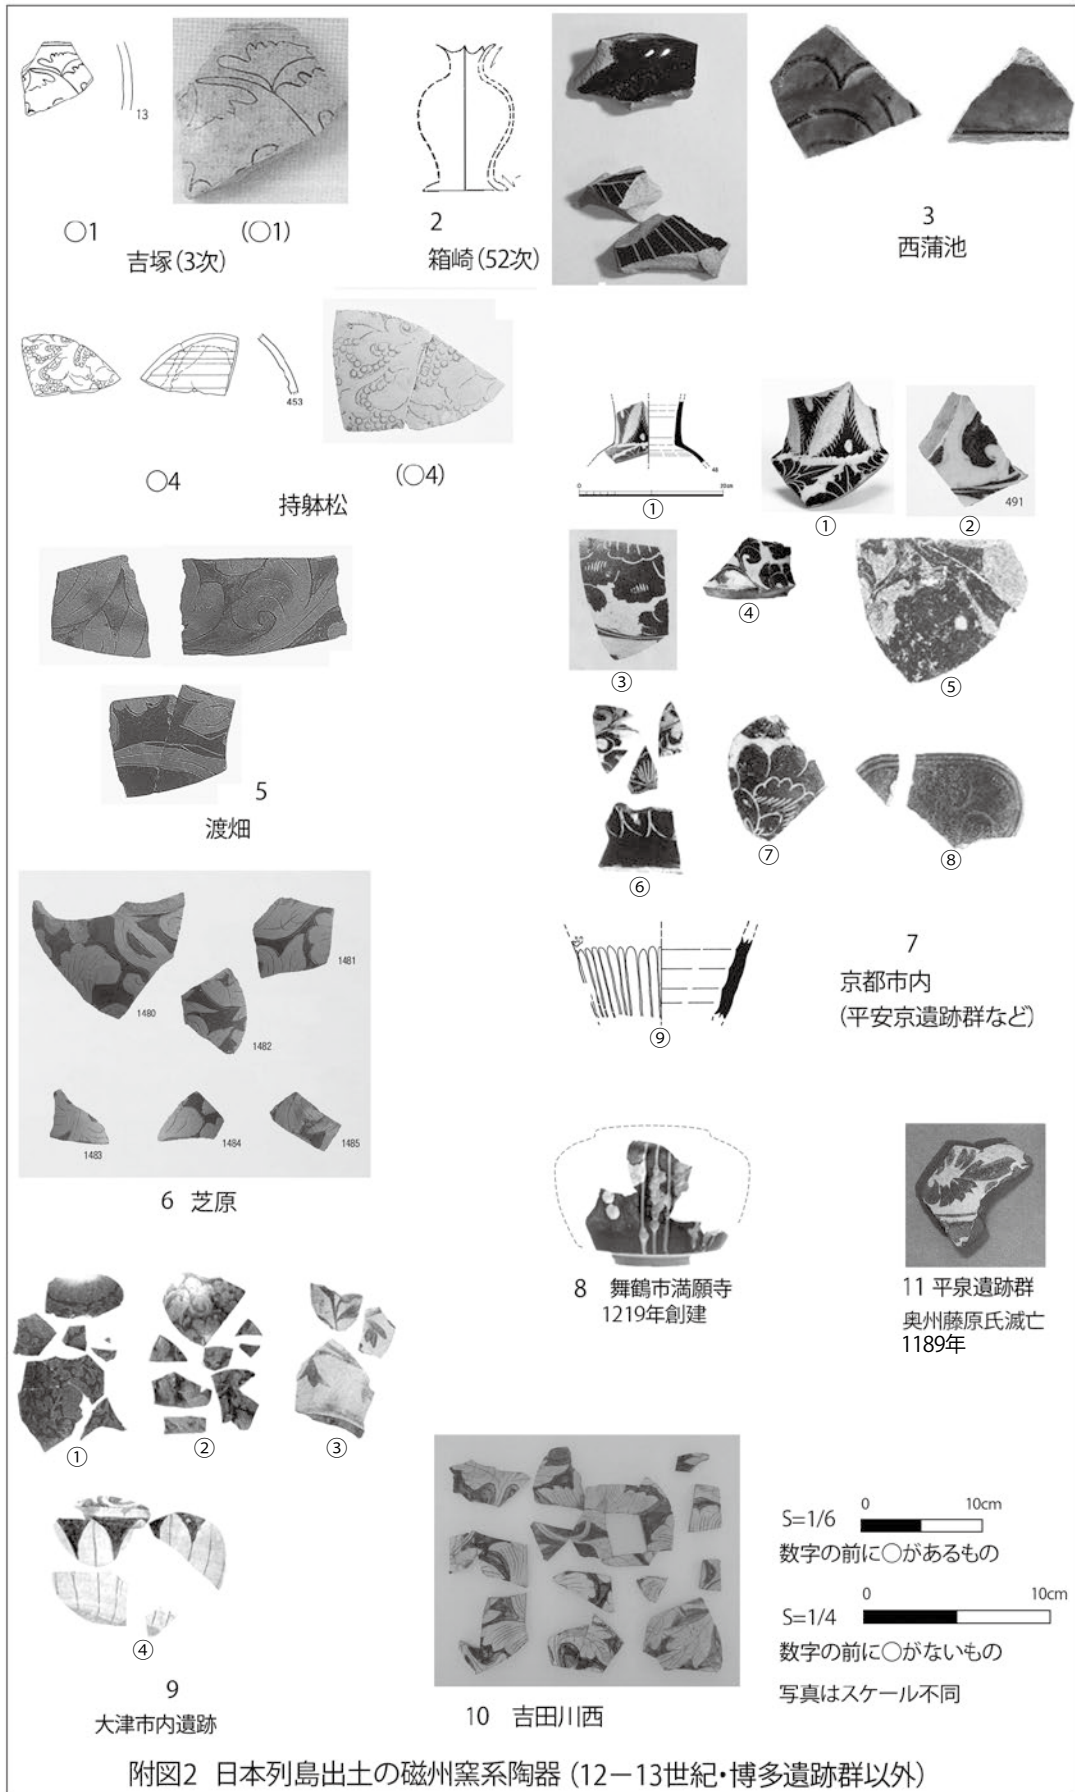 13
○1
(○1)
吉塚(3次)
2
箱崎(52次)
3
西蒲池
453
○4
(○4)
持躰松
48
0
20cm
①
①
491
②
③
④
⑤
5
渡畑
⑥
⑦
⑧
1480
1481
1482
1483
1484
1485
6 芝原
⑨
7
京都市内
(平安京遺跡群など)
8 舞鶴市満願寺
1219年創建
11 平泉遺跡群
奥州藤原氏滅亡
1189年
①
②
③
④
9
大津市内遺跡
10 吉田川西
S=1/6
0
10cm
数字の前に○があるもの
S=1/4
0
10cm
数字の前に○がないもの
写真はスケール不同
附図2 日本列島出土の磁州窯系陶器(12－13世紀・博多遺跡群以外)